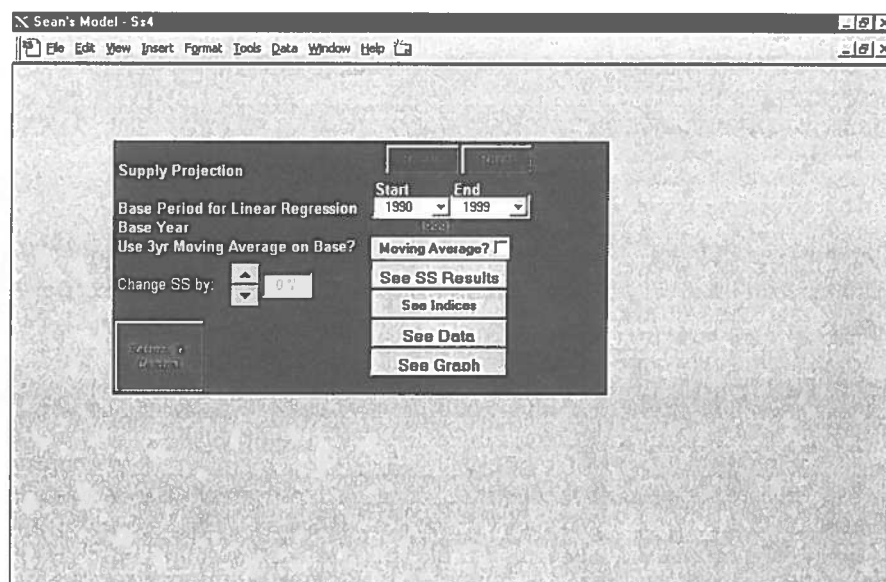 Sean's Model - Ss4
File Edit View Insert Format Tools Data Window Help
Supply Projection
Start End
Base Period for Linear Regression 1990 1999
Base Year
Use 3yr Moving Average on Base? Moving Average?
Change SS by: 0%
See SS Results
See Indices
See Data
See Graph